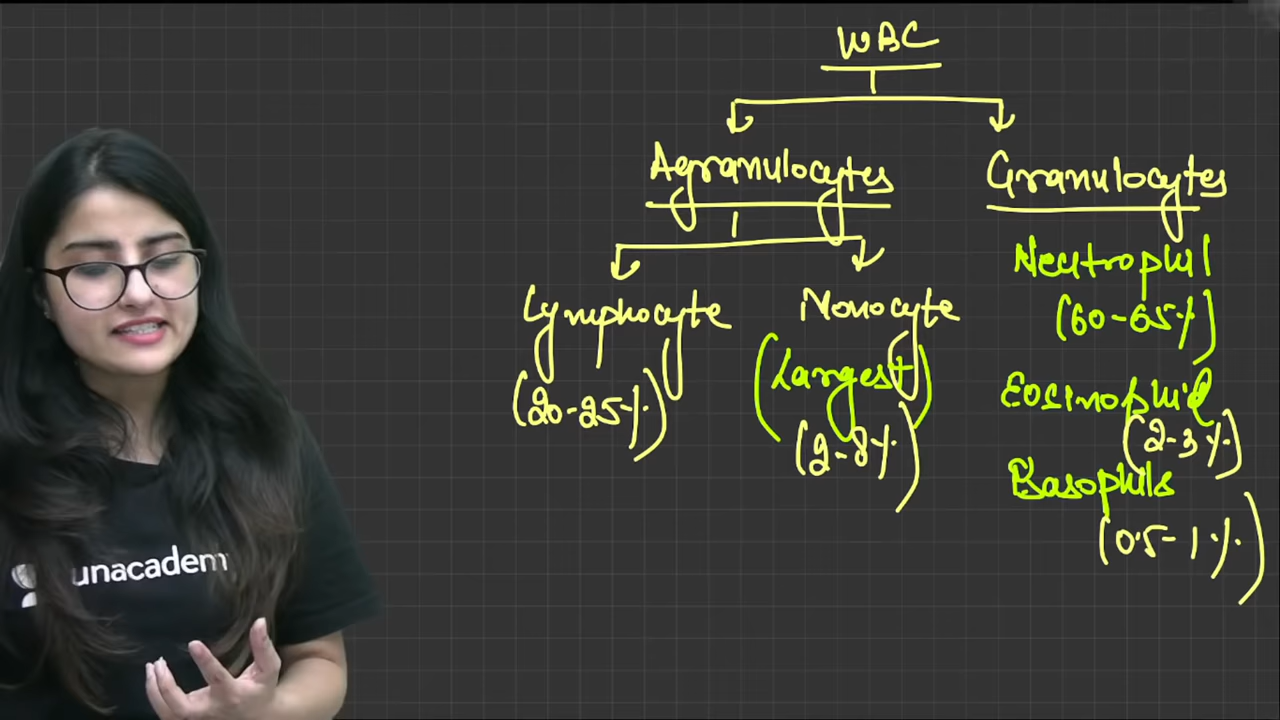 WBC
Agranulocytes Granulocytes
Lymphocyte Monocyte Neutrophil
(20-25%) (Largest) (60-65%)
(2-8%) Eosinophil
(2-3%)
Basophils
(0.5-1%)
unacadem